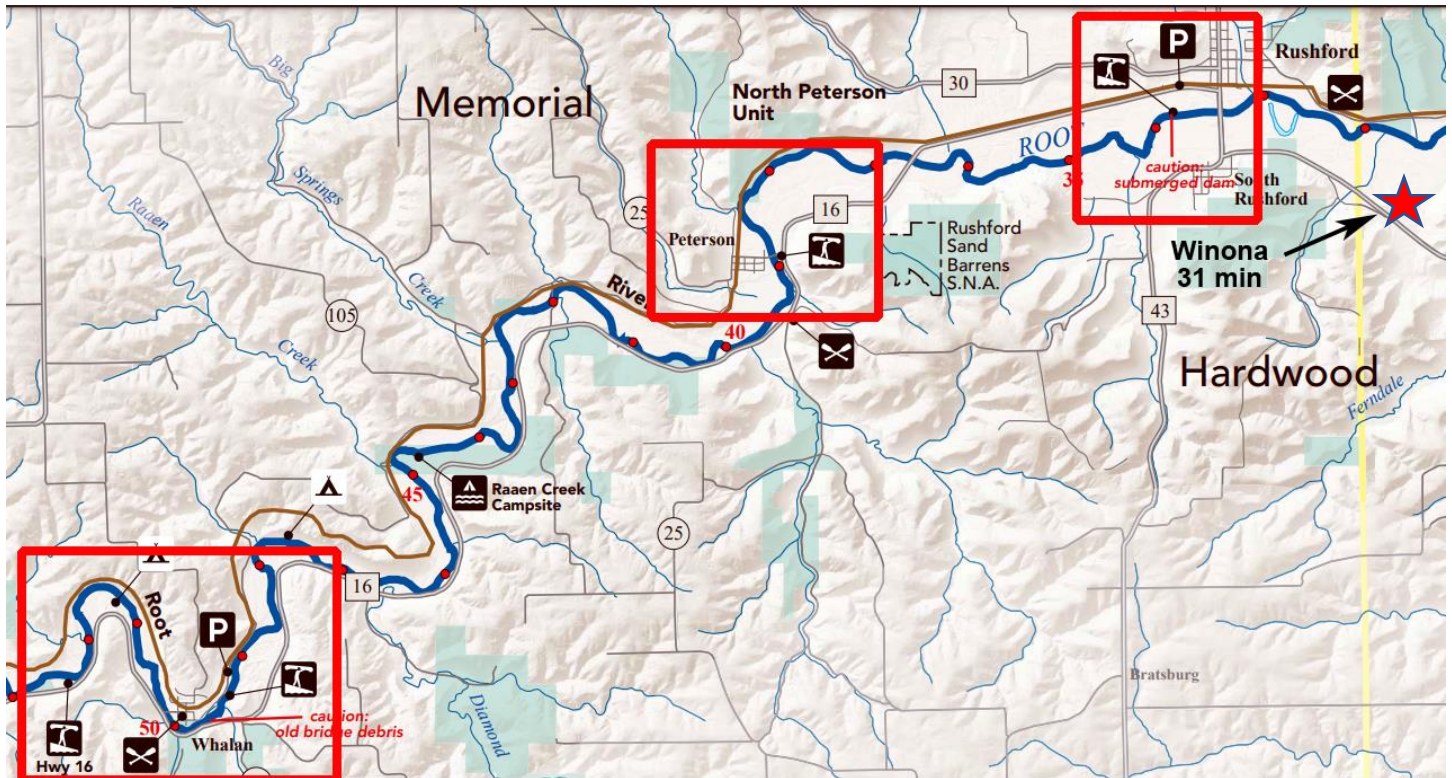 Big
Springs
Creek
Memorial
Raaen
Creek
105
25
River
North Peterson
Unit
30
P
Rushford
ROOT
35
caution:
submerged dam
South
Rushford
16
Peterson
Rushford
Sand
Barrens
S.N.A.
Winona
31 min
43
40
Hardwood
Ferndale
45
Raaen Creek
Campsite
25
16
Root
P
50
Whalan
caution:
old bridge debris
Hwy 16
Diamond
Bratsburg